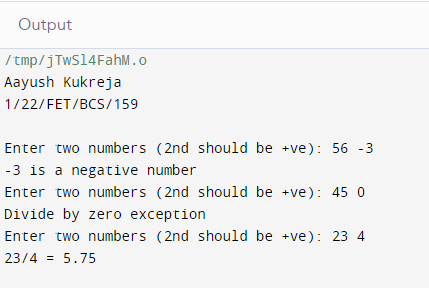 Output
/tmp/jTwSl4FahM.o
Aayush Kukreja
1/22/FET/BCS/159
Enter two numbers (2nd should be +ve): 56 -3
-3 is a negative number
Enter two numbers (2nd should be +ve): 45 0
Divide by zero exception
Enter two numbers (2nd should be +ve): 23 4
23/4 = 5.75